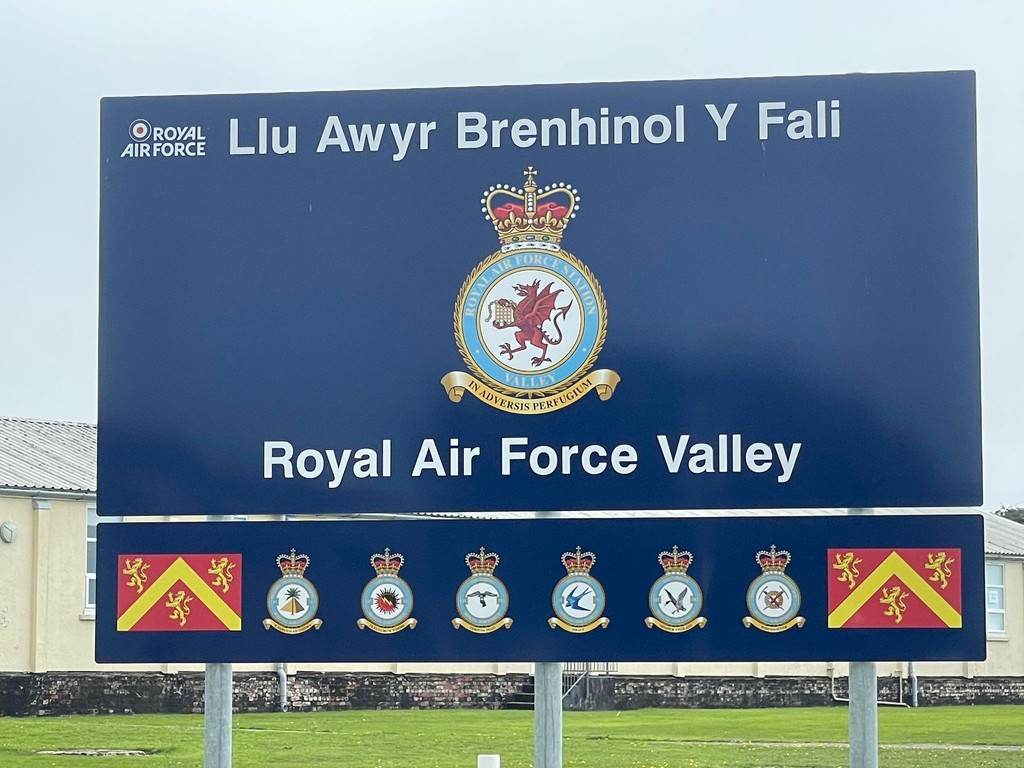 ROYAL
AIR FORCE
Llu Awyr Brenhinol Y Fali
ROYAL AIR FORCE STATION
VALLEY
IN ADVERSIS PERFUGIUM
Royal Air Force Valley